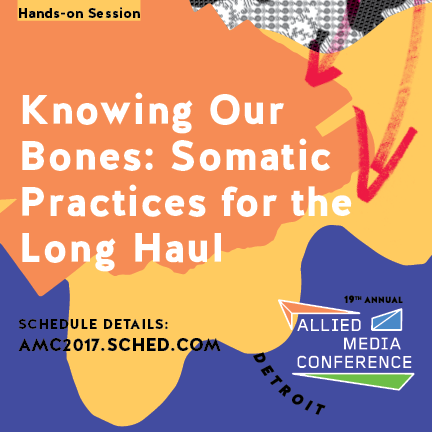 Hands-on Session
Knowing Our
Bones: Somatic
Practices for the
Long Haul
SCHEDULE DETAILS:
AMC2017.SCHED.COM
19TH ANNUAL
ALLIED
MEDIA
CONFERENCE
DETROIT